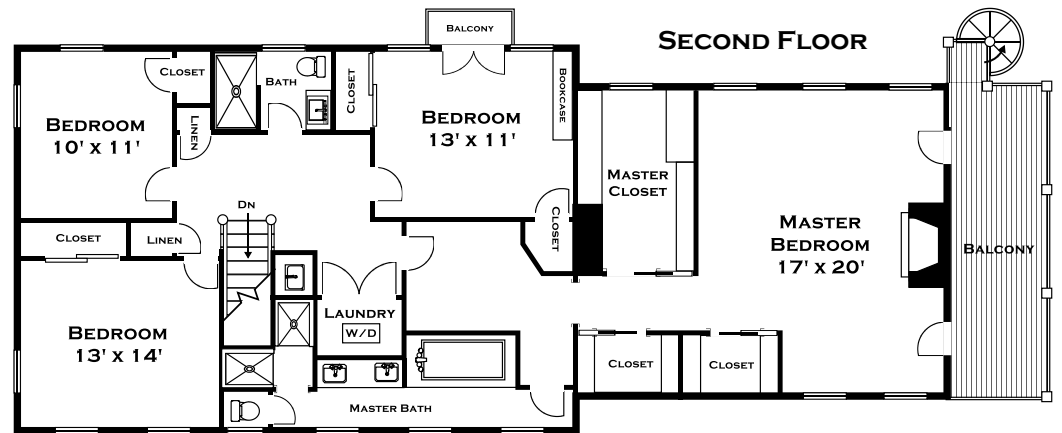 SECOND FLOOR
BALCONY
CLOSET
BATH
CLOSET
BOOKCASE
BEDROOM
10' X 11'
LINEN
BEDROOM
13' X 11'
MASTER
CLOSET
DN
CLOSET
LINEN
CLOSET
MASTER
BEDROOM
17' X 20'
BALCONY
BEDROOM
13' X 14'
LAUNDRY
W/D
CLOSET
CLOSET
MASTER BATH